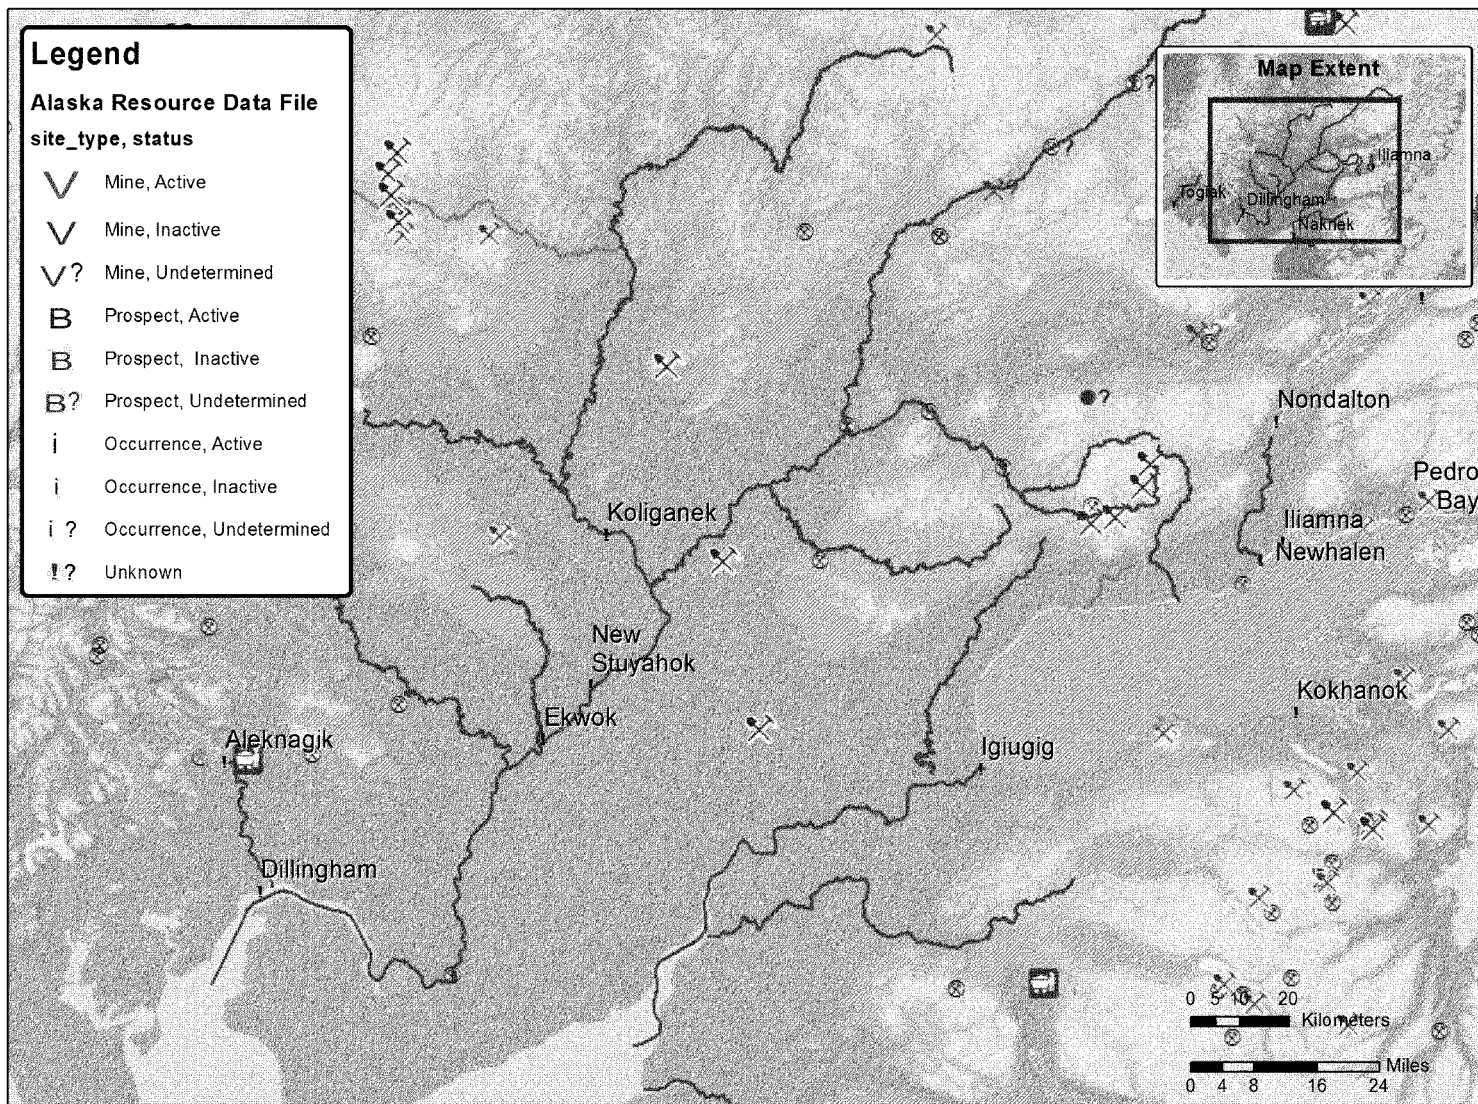 Legend
Alaska Resource Data File
site_type, status
V Mine, Active
V Mine, Inactive
V? Mine, Undetermined
B Prospect, Active
B Prospect, Inactive
B? Prospect, Undetermined
i Occurrence, Active
i Occurrence, Inactive
i ? Occurrence, Undetermined
!? Unknown
Map Extent
Iliamna
Togiak
Dillingham
Naknek
?
?
?
Nondalton
Pedro
Bay
Koliganek
Iliamna
Newhalen
New
Stuyahok
Kokhanok
Ekwok
Aleknagik
Igiugig
Dillingham
0 5 10 20
Kilometers
Miles
0 4 8 16 24